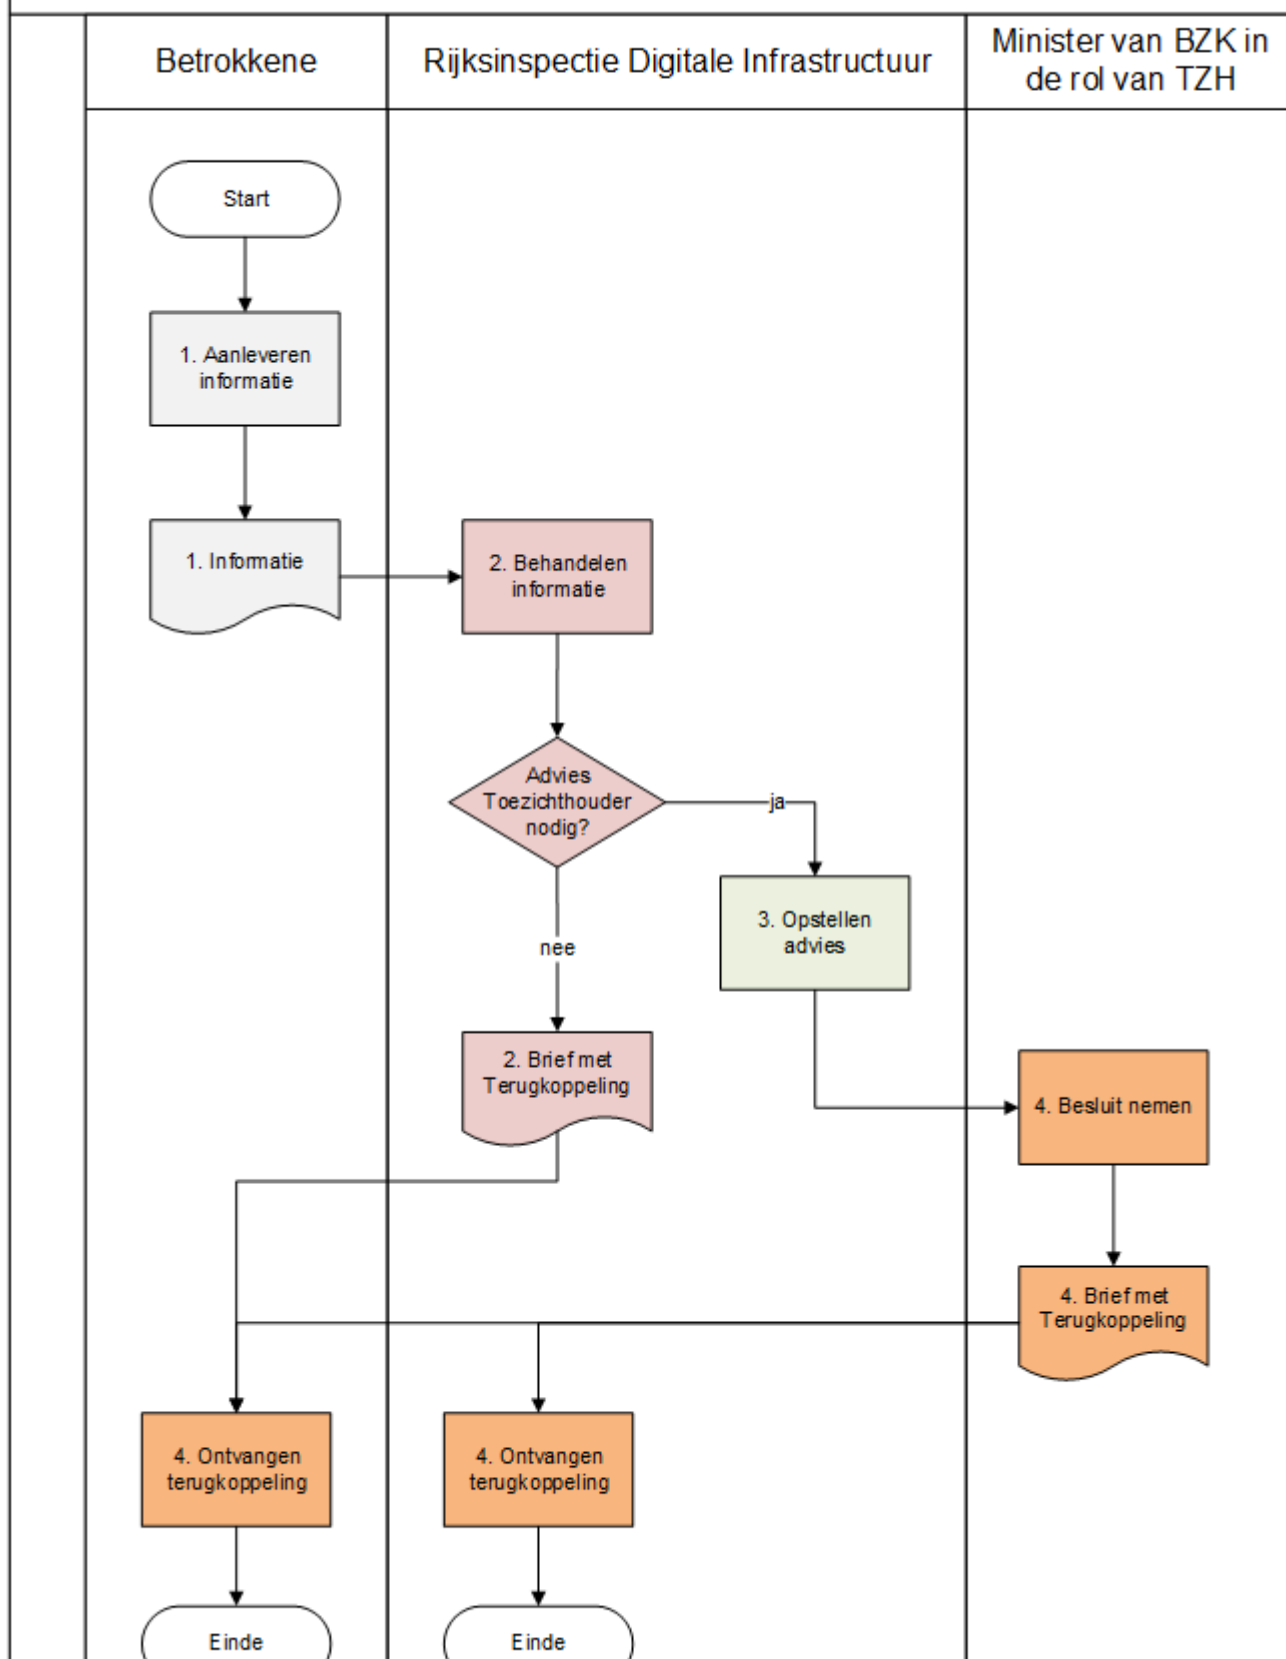 Betrokkene
Rijksinspectie Digitale Infrastructuur
Minister van BZK in
de rol van TZH
Start
1. Aanleveren
informatie
1. Informatie
2. Behandelen
informatie
Advies
Toezichthouder
nodig?
ja
3. Opstellen
advies
nee
2. Brief met
Terugkoppeling
4. Besluit nemen
4. Brief met
Terugkoppeling
4. Ontvangen
terugkoppeling
4. Ontvangen
terugkoppeling
Einde
Einde